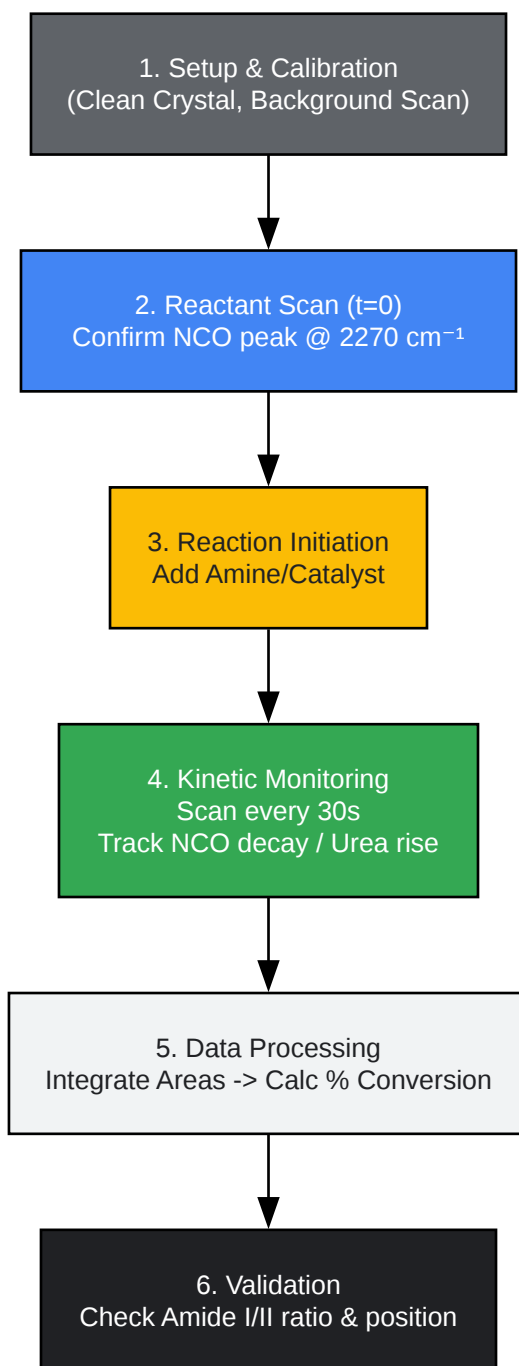 1. Setup & Calibration
(Clean Crystal, Background Scan)
2. Reactant Scan (t=0)
Confirm NCO peak @ 2270 cm⁻¹
3. Reaction Initiation
Add Amine/Catalyst
4. Kinetic Monitoring
Scan every 30s
Track NCO decay / Urea rise
5. Data Processing
Integrate Areas -> Calc % Conversion
6. Validation
Check Amide I/II ratio & position